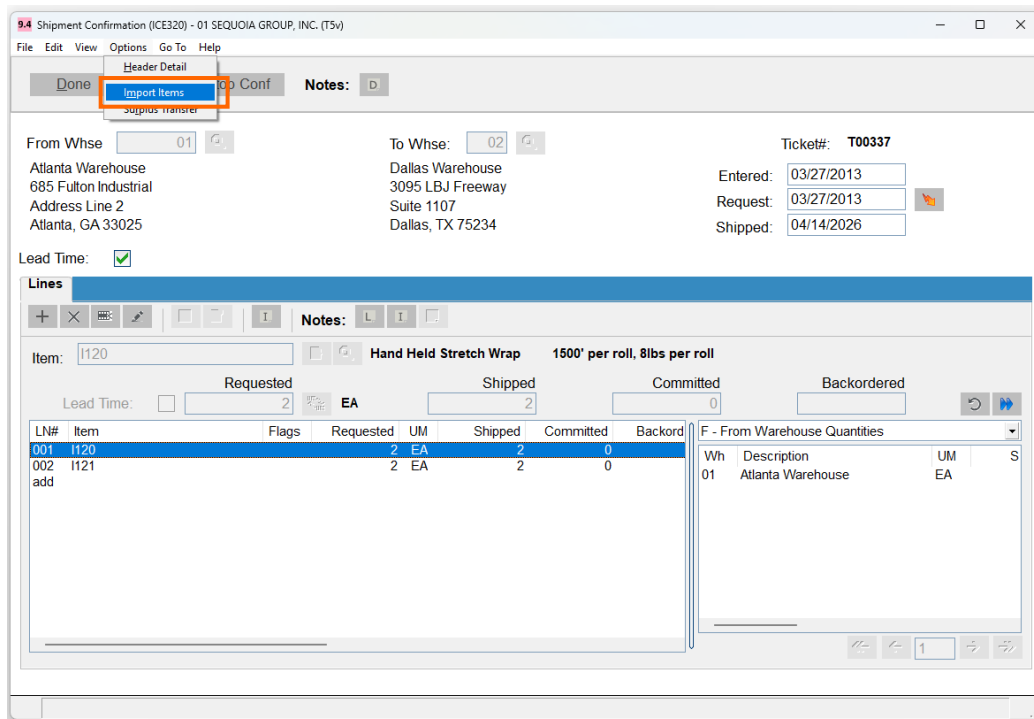 9.4 Shipment Confirmation (ICE320) - 01 SEQUOIA GROUP, INC. (T5v)
File Edit View Options Go To Help
Header Detail
Import Items
Surplus Transfer
Done Conf Notes: D
From Whse 01 To Whse: 02 Ticket#: T00337
Atlanta Warehouse Dallas Warehouse Entered: 03/27/2013
685 Fulton Industrial 3095 LBJ Freeway Request: 03/27/2013
Address Line 2 Suite 1107
Atlanta, GA 33025 Dallas, TX 75234 Shipped: 04/14/2026
Lead Time:
Lines
I Notes: L I
Item: I120 Hand Held Stretch Wrap 1500' per roll, 8lbs per roll
Requested Shipped Committed Backordered
Lead Time: 2 EA 2 0
LN# Item Flags Requested UM Shipped Committed Backord F - From Warehouse Quantities
001 I120 2 EA 2 0
002 I121 2 EA 2 0
add
Wh Description UM S
01 Atlanta Warehouse EA
1